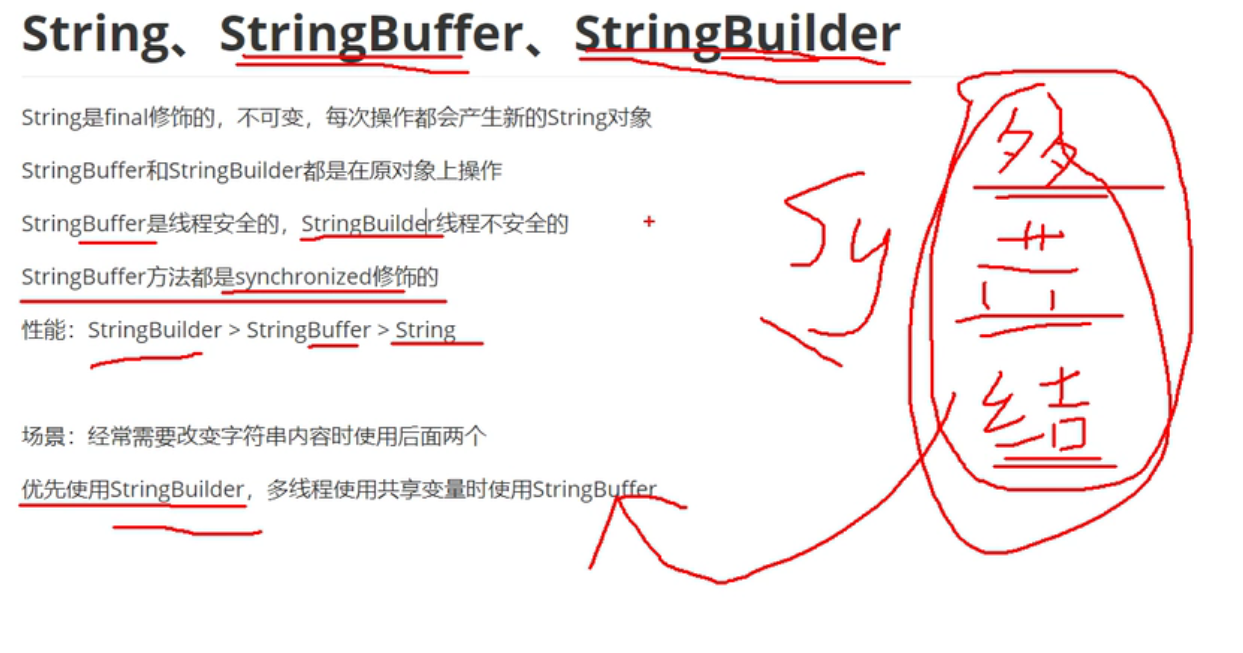 String、StringBuffer、StringBuilder
String是final修饰的，不可变，每次操作都会产生新的String对象
StringBuffer和StringBuilder都是在原对象上操作
StringBuffer是线程安全的，StringBuilder线程不安全的
StringBuffer方法都是synchronized修饰的
性能：StringBuilder > StringBuffer > String
场景：经常需要改变字符串内容时使用后面两个
优先使用StringBuilder，多线程使用共享变量时使用StringBuffer
多
共
结
Sy